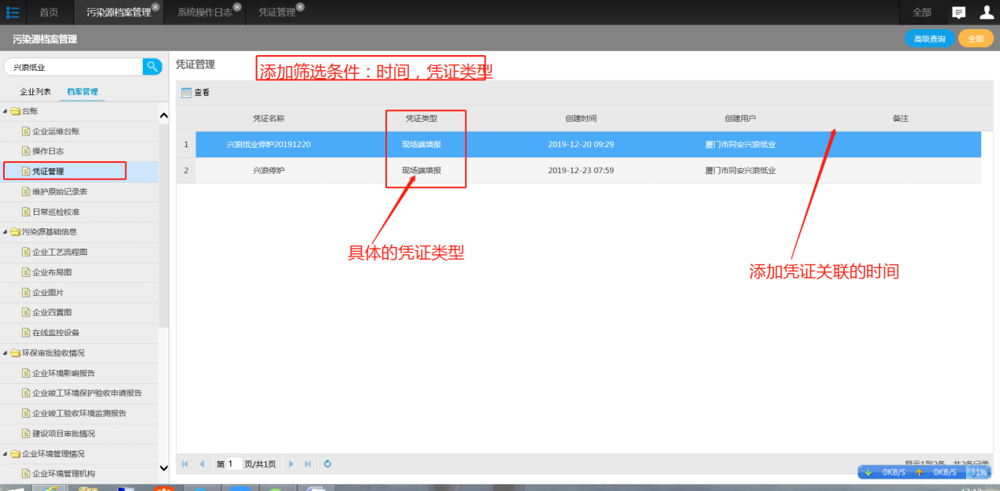 首页 污染源档案管理 系统操作日志 凭证管理 全部
污染源档案管理 高级查询 全部
兴浪纸业
企业列表 档案管理
台账
企业运维台账
操作日志
凭证管理
维护原始记录表
日常巡检校准
污染源基础信息
企业工艺流程图
企业布局图
企业图片
企业四置图
在线监控设备
环保审批验收情况
企业环境影响报告
企业竣工环境保护验收申请报告
企业竣工验收环境监测报告
建设项目审批情况
企业环境管理情况
企业环境管理机构
凭证管理
添加筛选条件：时间，凭证类型
查看
凭证名称 凭证类型 创建时间 创建用户 备注
1 兴浪纸业停炉20191220 现场端填报 2019-12-20 09:29 厦门市同安兴浪纸业
2 兴浪停炉 现场端填报 2019-12-23 07:59 厦门市同安兴浪纸业
具体的凭证类型
添加凭证关联的时间
第 1 页/共1页
显示1到2条，共2条记录
0KB/S 0KB/S 31%